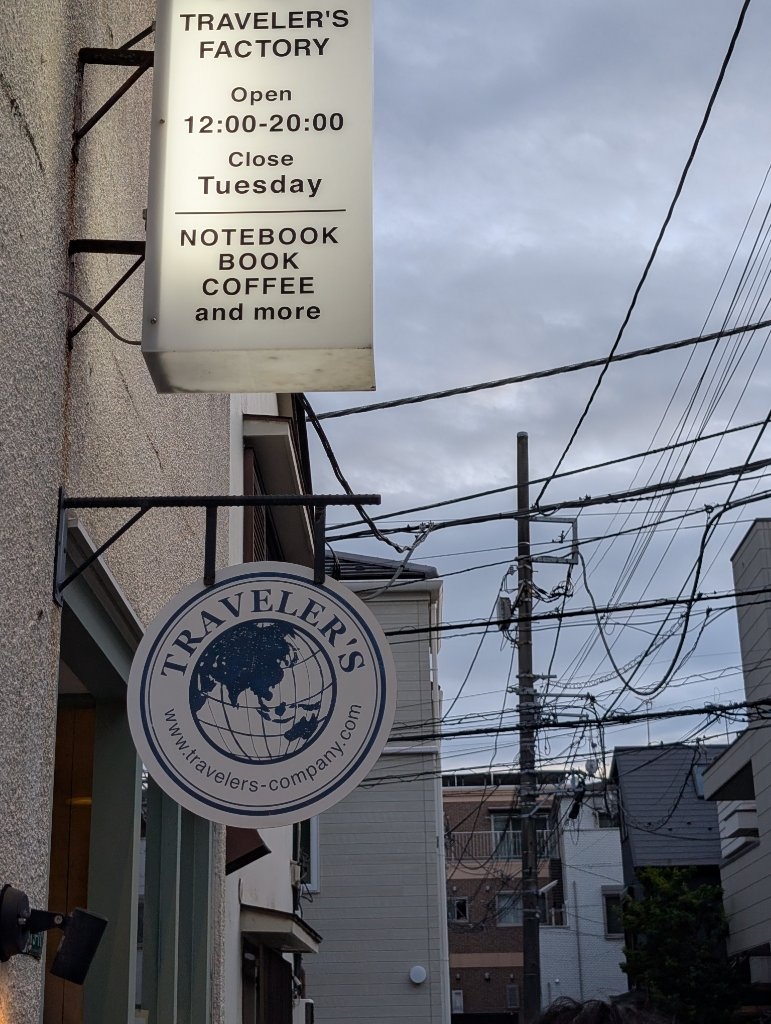 TRAVELER'S
FACTORY
Open
12:00-20:00
Close
Tuesday
NOTEBOOK
BOOK
COFFEE
and more
TRAVELER'S
www.travelers-company.com